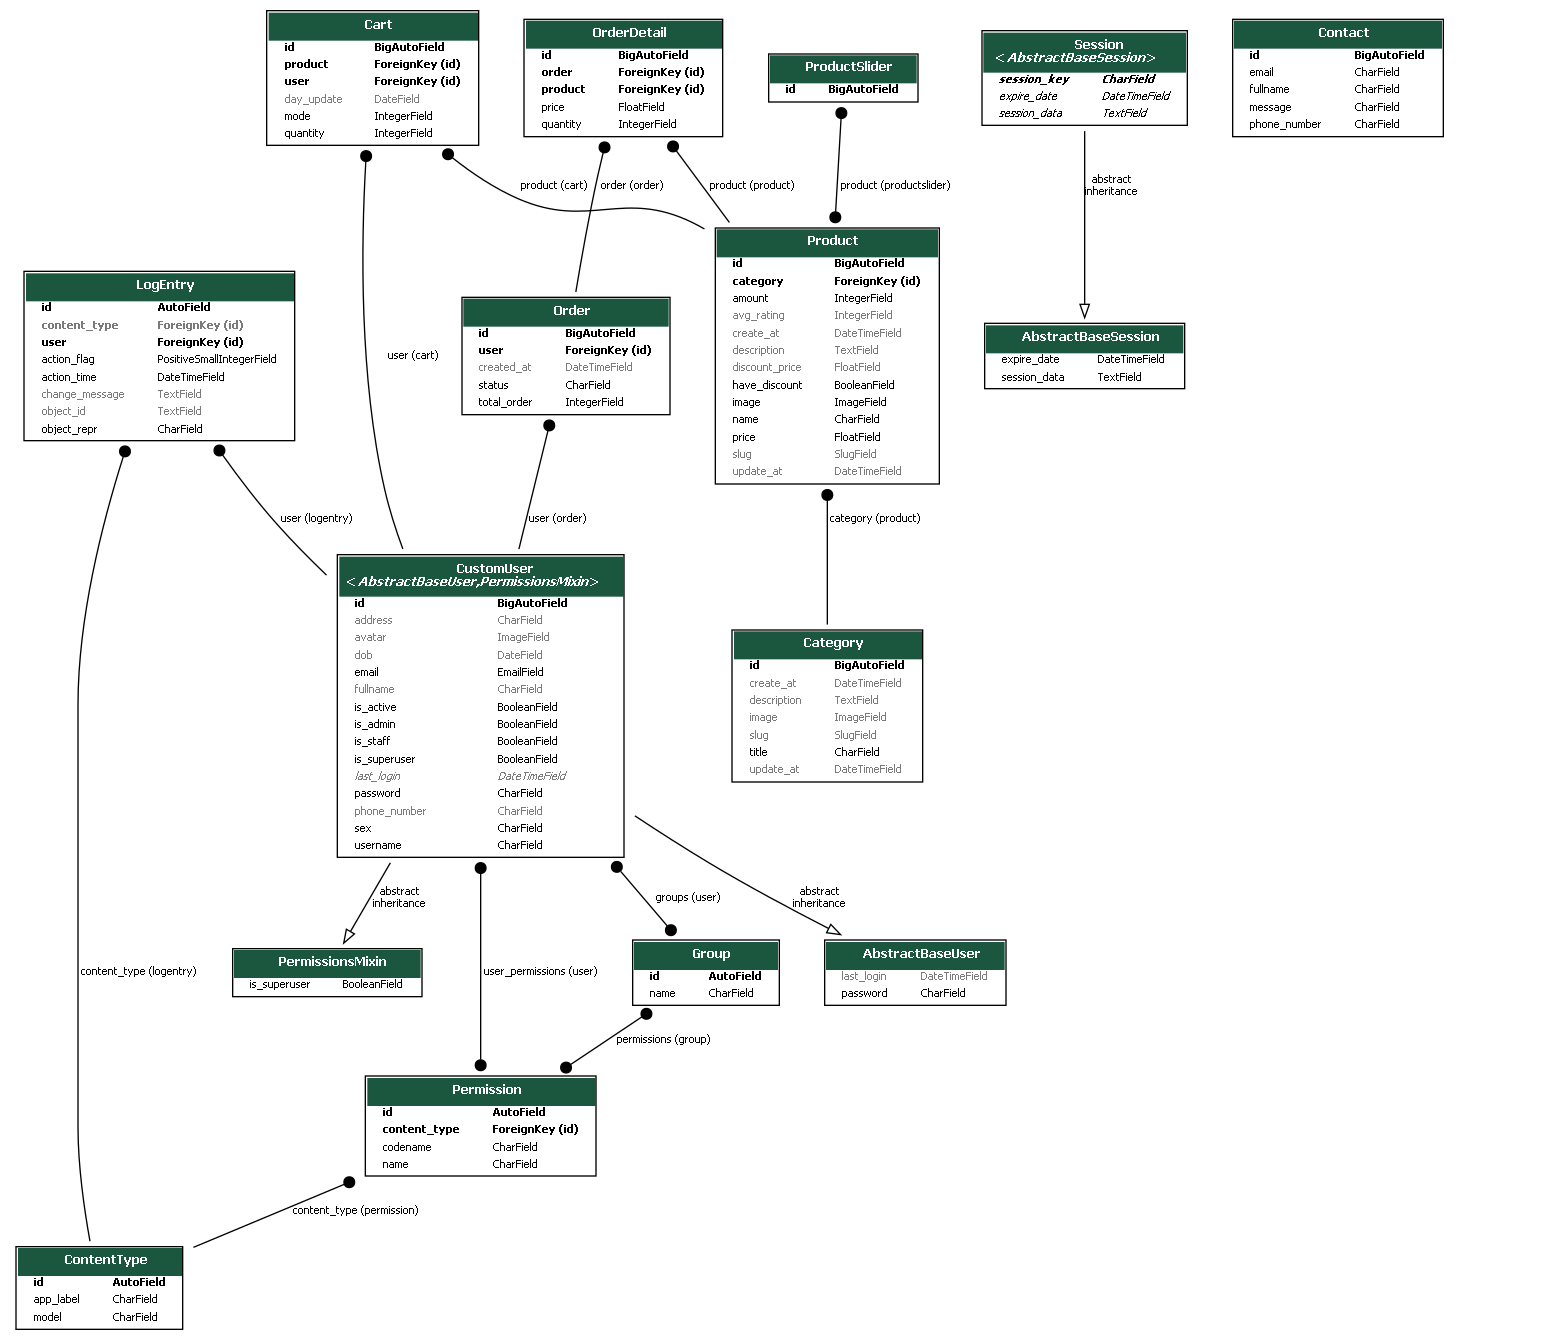 Cart
id BigAutoField
product ForeignKey (id)
user ForeignKey (id)
day_update DateField
mode IntegerField
quantity IntegerField
OrderDetail
id BigAutoField
order ForeignKey (id)
product ForeignKey (id)
price FloatField
quantity IntegerField
ProductSlider
id BigAutoField
Session
<AbstractBaseSession>
session_key CharField
expire_date DateTimeField
session_data TextField
Contact
id BigAutoField
email CharField
fullname CharField
message CharField
phone_number CharField
product (cart)
order (order)
product (product)
product (productslider)
abstract
inheritance
Product
id BigAutoField
category ForeignKey (id)
amount IntegerField
avg_rating IntegerField
create_at DateTimeField
description TextField
discount_price FloatField
have_discount BooleanField
image ImageField
name CharField
price FloatField
slug SlugField
update_at DateTimeField
LogEntry
id AutoField
content_type ForeignKey (id)
user ForeignKey (id)
action_flag PositiveSmallIntegerField
action_time DateTimeField
change_message TextField
object_id TextField
object_repr CharField
Order
id BigAutoField
user ForeignKey (id)
created_at DateTimeField
status CharField
total_order IntegerField
AbstractBaseSession
expire_date DateTimeField
session_data TextField
user (cart)
user (logentry)
user (order)
category (product)
CustomUser
<AbstractBaseUser,PermissionsMixin>
id BigAutoField
address CharField
avatar ImageField
dob DateField
email EmailField
fullname CharField
is_active BooleanField
is_admin BooleanField
is_staff BooleanField
is_superuser BooleanField
last_login DateTimeField
password CharField
phone_number CharField
sex CharField
username CharField
Category
id BigAutoField
create_at DateTimeField
description TextField
image ImageField
slug SlugField
title CharField
update_at DateTimeField
abstract
inheritance
groups (user)
abstract
inheritance
PermissionsMixin
is_superuser BooleanField
content_type (logentry)
user_permissions (user)
Group
id AutoField
name CharField
AbstractBaseUser
last_login DateTimeField
password CharField
permissions (group)
Permission
id AutoField
content_type ForeignKey (id)
codename CharField
name CharField
content_type (permission)
ContentType
id AutoField
app_label CharField
model CharField